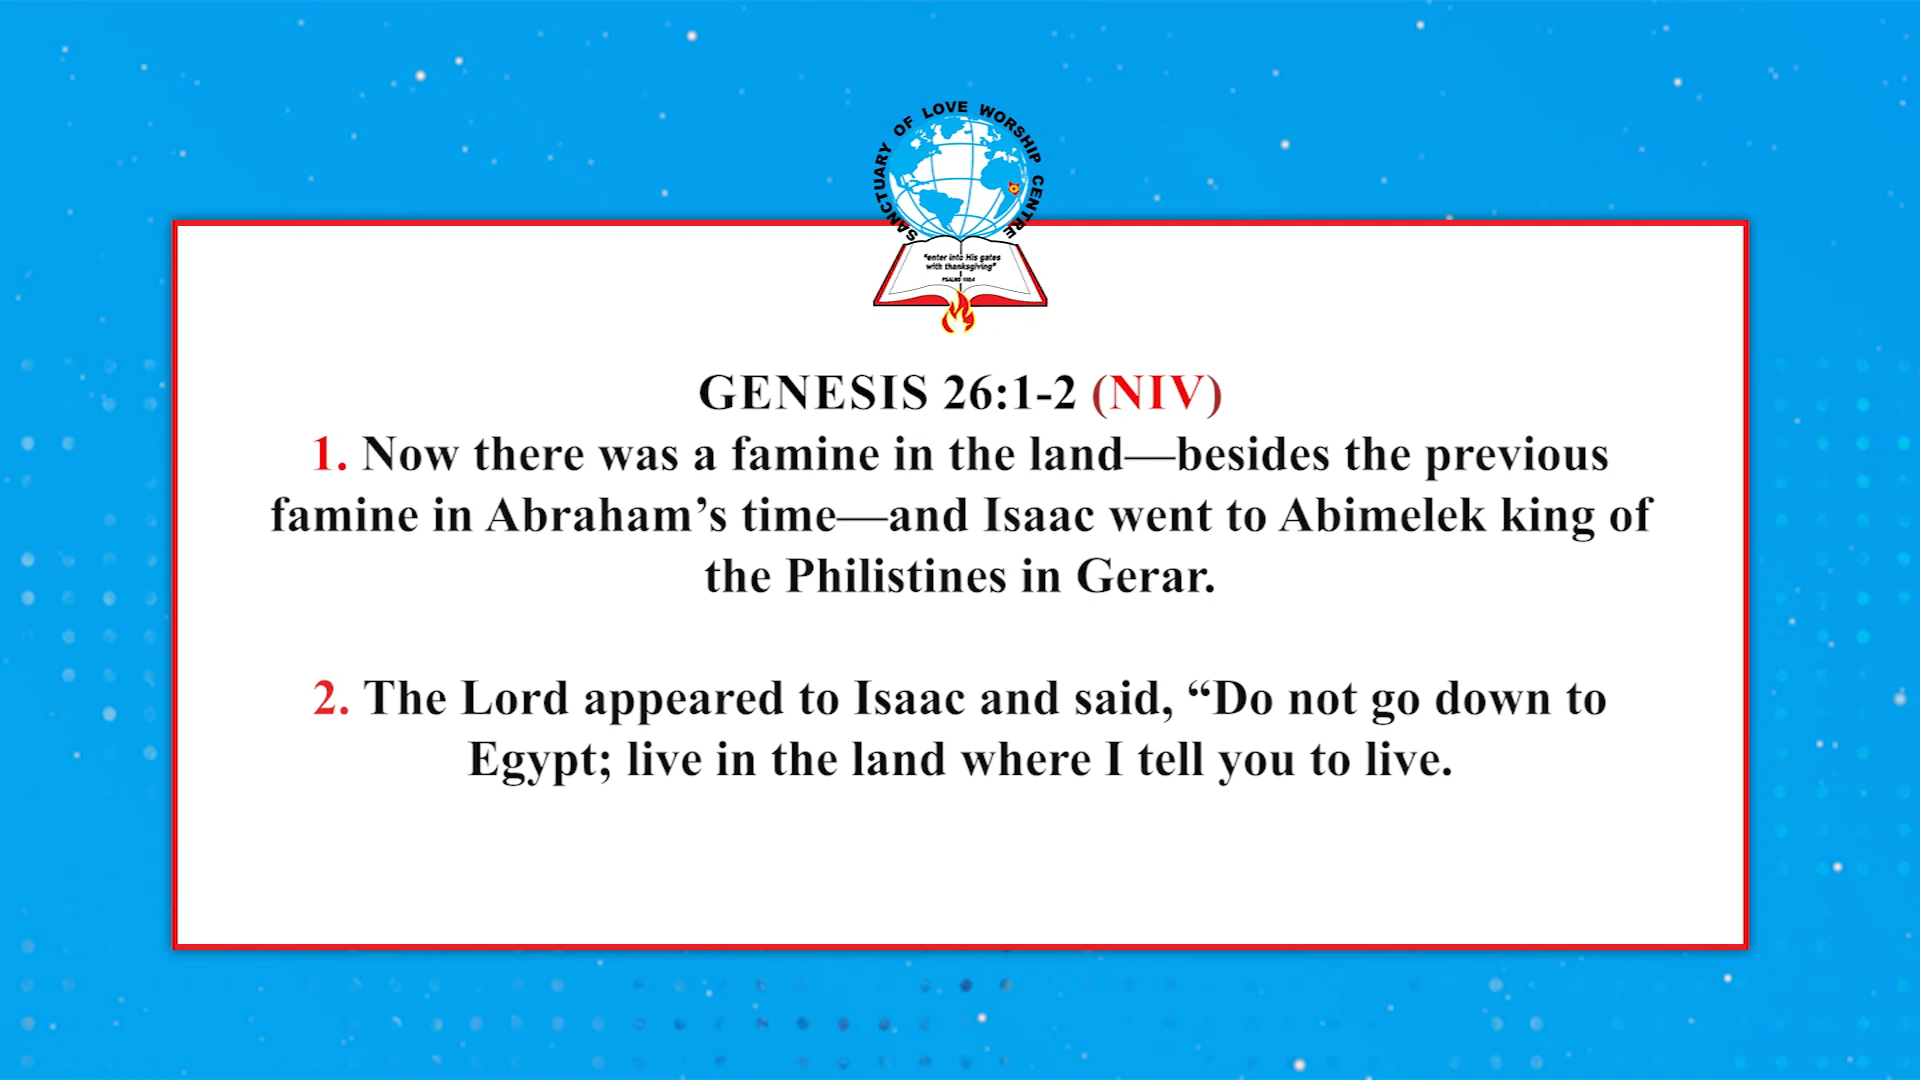 SANCTUARY OF LOVE WORSHIP CENTRE
"enter into His gates
with thanksgiving"
PSALMS 100:4
GENESIS 26:1-2 (NIV)
1. Now there was a famine in the land—besides the previous
famine in Abraham’s time—and Isaac went to Abimelek king of
the Philistines in Gerar.
2. The Lord appeared to Isaac and said, “Do not go down to
Egypt; live in the land where I tell you to live.